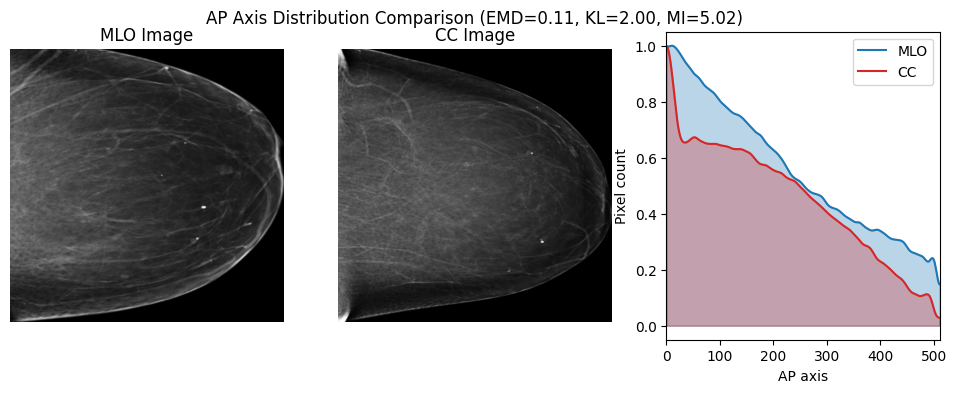 AP Axis Distribution Comparison (EMD=0.11, KL=2.00, MI=5.02)
MLO Image
CC Image
MLO
CC
1.0
0.8
0.6
0.4
0.2
0.0
Pixel count
0
100
200
300
400
500
AP axis